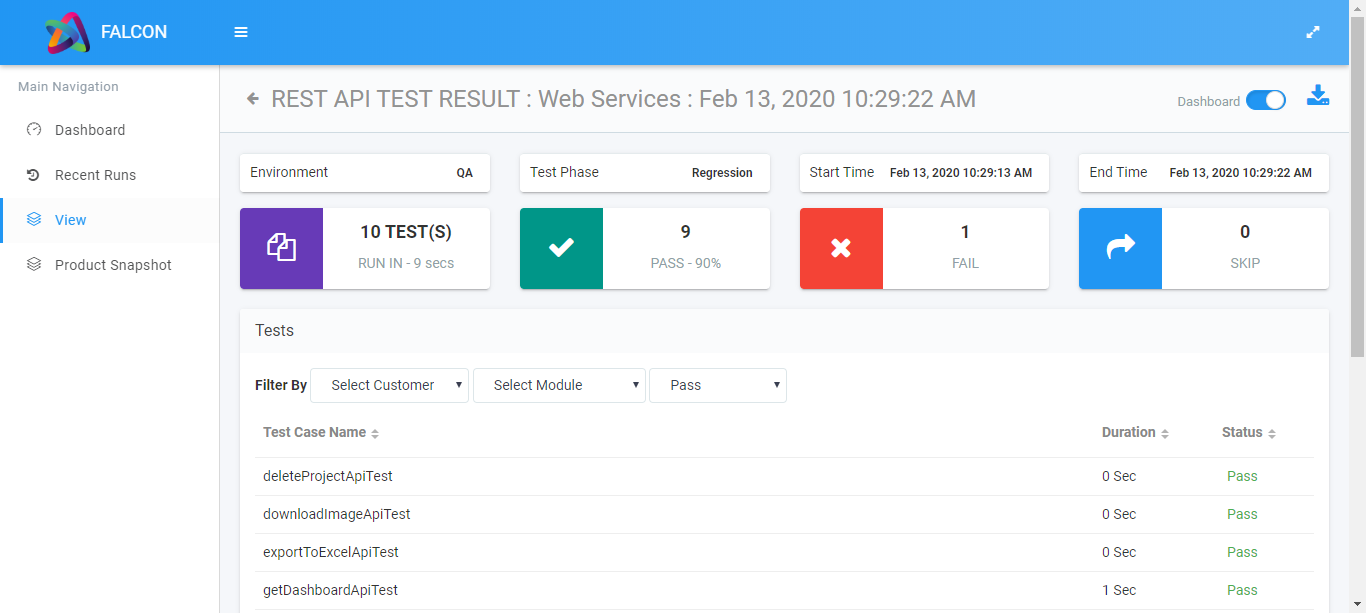 FALCON
Main Navigation
Dashboard
Recent Runs
View
Product Snapshot
REST API TEST RESULT : Web Services : Feb 13, 2020 10:29:22 AM
Dashboard
Environment QA
Test Phase Regression
Start Time Feb 13, 2020 10:29:13 AM
End Time Feb 13, 2020 10:29:22 AM
10 TEST(S)
RUN IN - 9 secs
9
PASS - 90%
1
FAIL
0
SKIP
Tests
Filter By Select Customer Select Module Pass
Test Case Name Duration Status
deleteProjectApiTest 0 Sec Pass
downloadImageApiTest 0 Sec Pass
exportToExcelApiTest 0 Sec Pass
getDashboardApiTest 1 Sec Pass